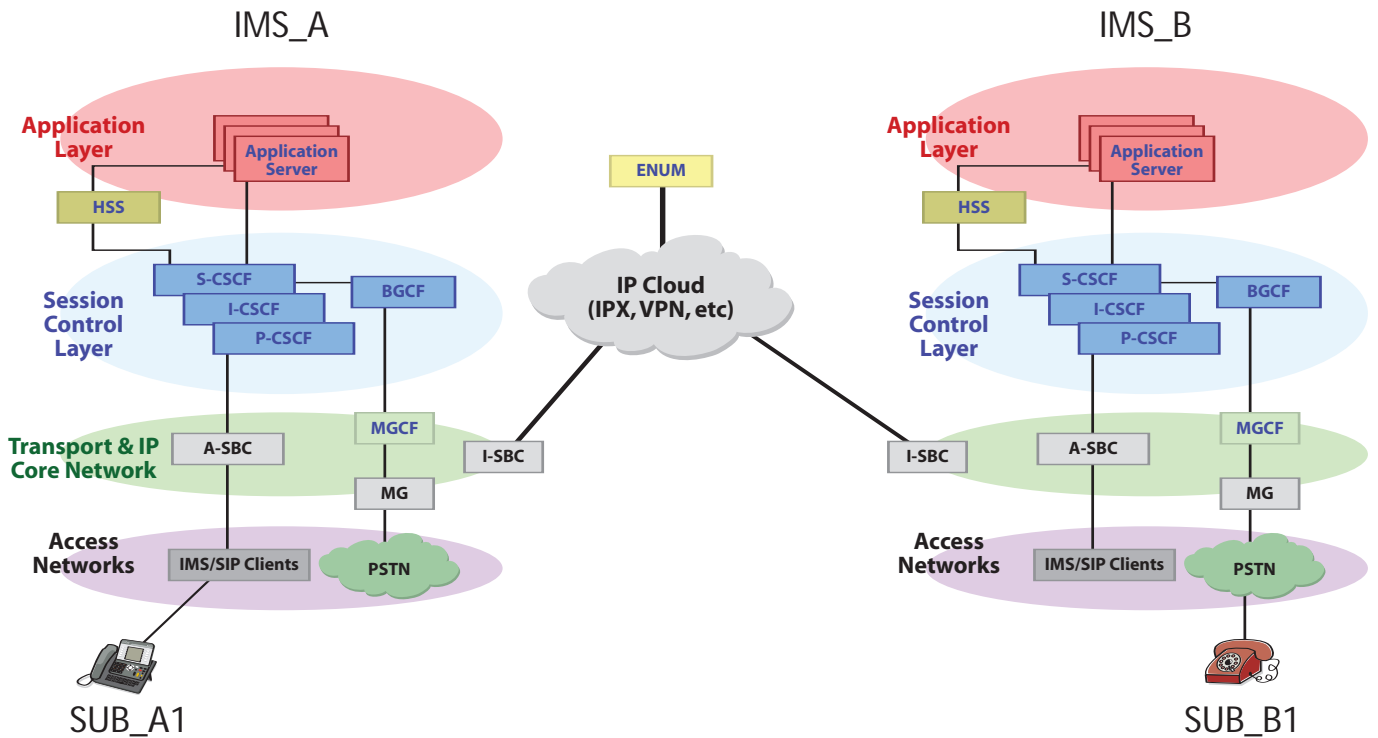 IMS_A
IMS_B
Application
Layer
Application
Server
HSS
ENUM
Application
Layer
Application
Server
HSS
Session
Control
Layer
S-CSCF
I-CSCF
P-CSCF
BGCF
IP Cloud
(IPX, VPN, etc)
Session
Control
Layer
S-CSCF
I-CSCF
P-CSCF
BGCF
Transport & IP
Core Network
A-SBC
MGCF
MG
I-SBC
I-SBC
A-SBC
MGCF
MG
Access
Networks
IMS/SIP Clients
PSTN
Access
Networks
IMS/SIP Clients
PSTN
SUB_A1
SUB_B1